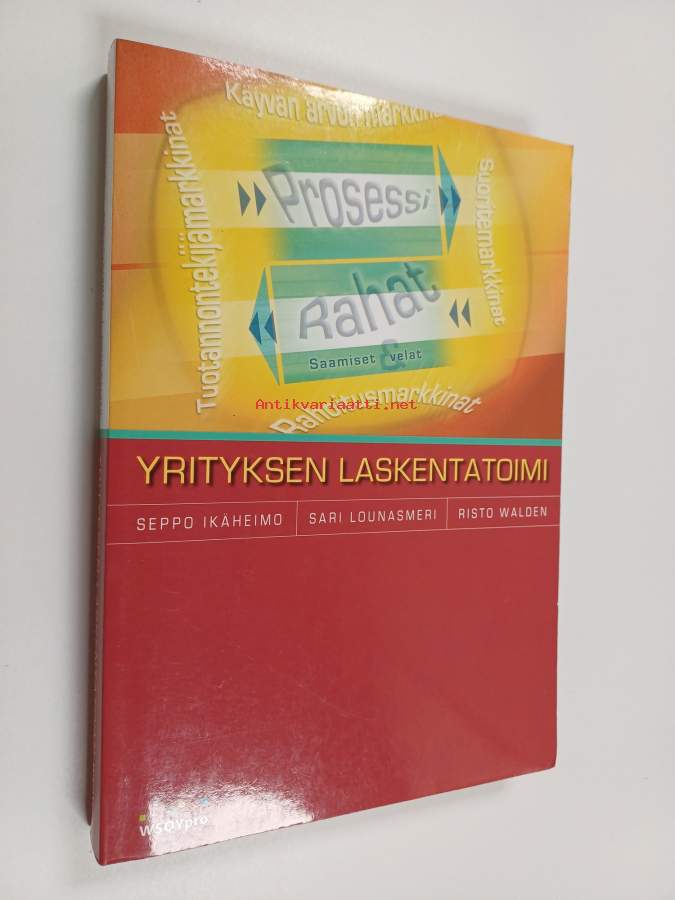 Käyvän arvon markkinat
Tuotannontekijämarkkinat
Prosessi
Suoritemarkkinat
Rahat
&
Saamiset velat
Antikvariaatti.net
Rahoitusmarkkinat
YRITYKSEN LASKENTATOIMI
SEPPO IKÄHEIMO SARI LOUNASMERI RISTO WALDEN
WSOYpro